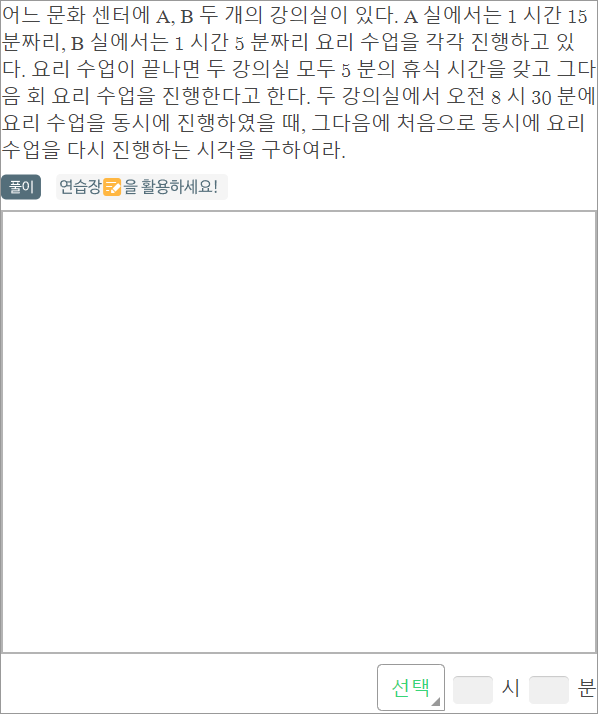 어느 문화 센터에 A, B 두 개의 강의실이 있다. A 실에서는 1 시간 15
분짜리, B 실에서는 1 시간 5 분짜리 요리 수업을 각각 진행하고 있
다. 요리 수업이 끝나면 두 강의실 모두 5 분의 휴식 시간을 갖고 그다
음 회 요리 수업을 진행한다고 한다. 두 강의실에서 오전 8 시 30 분에
요리 수업을 동시에 진행하였을 때, 그다음에 처음으로 동시에 요리
수업을 다시 진행하는 시각을 구하여라.
풀이 연습장을 활용하세요!
선택 시 분